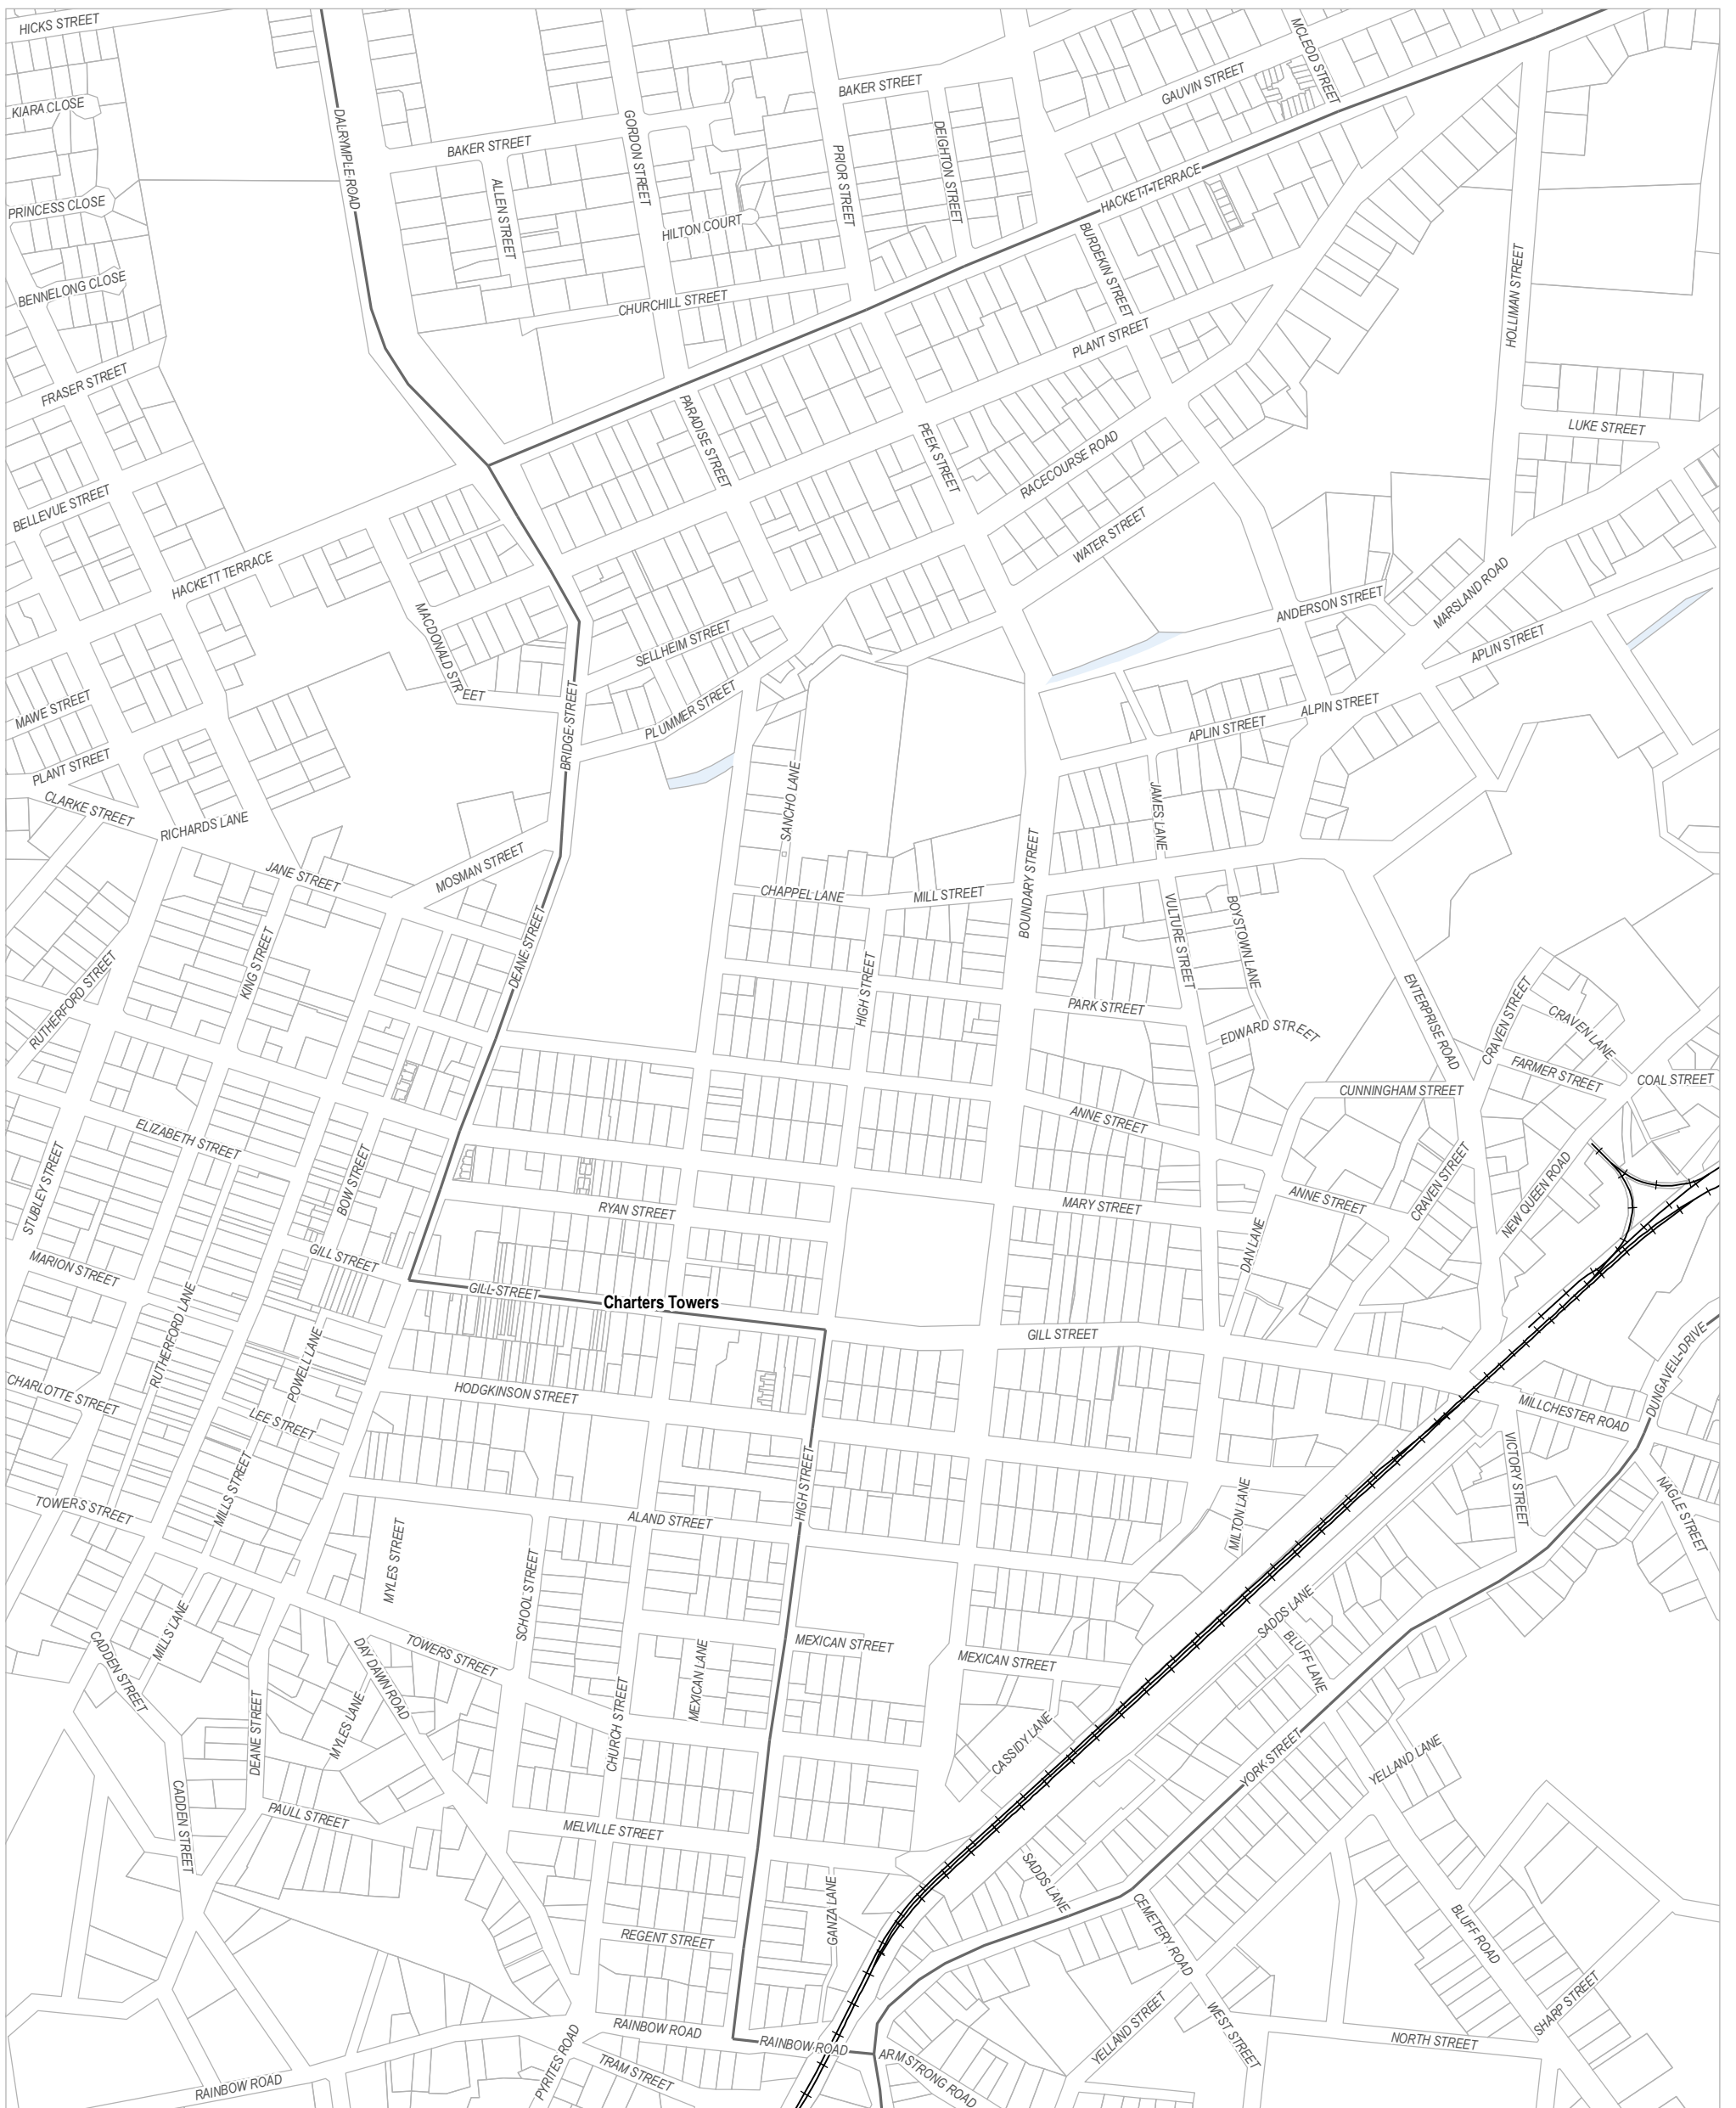 HICKS STREET
MCLEOD STREET
GAUVIN STREET
BAKER STREET
KIARA CLOSE
DALRYMPLE ROAD
BAKER STREET
GORDON STREET
PRIOR STREET
DEIGHTON STREET
HACKETT TERRACE
ALLEN STREET
PRINCESS CLOSE
HILTON COURT
BURDEKIN STREET
BENNELONG CLOSE
CHURCHILL STREET
HOLLIMAN STREET
PLANT STREET
FRASER STREET
PARADISE STREET
PEEK STREET
RACECOURSE ROAD
LUKE STREET
BELLEVUE STREET
WATER STREET
HACKETT TERRACE
MARSLAND ROAD
ANDERSON STREET
MACDONALD STREET
SELLHEIM STREET
APLIN STREET
MAWE STREET
PLUMMER STREET
BRIDGE STREET
ALPIN STREET
APLIN STREET
PLANT STREET
CLARKE STREET
RICHARDS LANE
SANCHO LANE
JAMES LANE
JANE STREET
MOSMAN STREET
CHAPPEL LANE
MILL STREET
BOUNDARY STREET
VULTURE STREET
BOYSTOWN LANE
KING STREET
DEANE STREET
HIGH STREET
RUTHERFORD STREET
PARK STREET
EDWARD STREET
ENTERPRISE ROAD
CRAVEN STREET
CRAVEN LANE
FARMER STREET
COAL STREET
CUNNINGHAM STREET
ANNE STREET
ELIZABETH STREET
STUBLEY STREET
BOW STREET
RYAN STREET
MARY STREET
ANNE STREET
CRAVEN STREET
NEW QUEEN ROAD
DAN LANE
MARION STREET
GILL STREET
GILL STREET
Charters Towers
GILL STREET
RUTHERFORD LANE
POWELL LANE
DUNGAVELL DRIVE
CHARLOTTE STREET
HODGKINSON STREET
LEE STREET
MILLCHESTER ROAD
VICTORY STREET
MILLS STREET
HIGH STREET
NAGLE STREET
TOWERS STREET
ALAND STREET
MILTON LANE
MYLES STREET
SCHOOL STREET
SADDS LANE
MILLS LANE
CADDEN STREET
DAY DAWN ROAD
TOWERS STREET
MEXICAN LANE
MEXICAN STREET
MEXICAN STREET
BLUFF LANE
DEANE STREET
MYLES LANE
CHURCH STREET
CASSIDY LANE
YORK STREET
YELLAND LANE
CADDEN STREET
PAULL STREET
MELVILLE STREET
SADDS LANE
GANZA LANE
CEMETERY ROAD
BLUFF ROAD
REGENT STREET
SHARP STREET
YELLAND STREET
WEST STREET
RAINBOW ROAD
RAINBOW ROAD
NORTH STREET
PYRITES ROAD
TRAM STREET
ARMSTRONG ROAD
RAINBOW ROAD